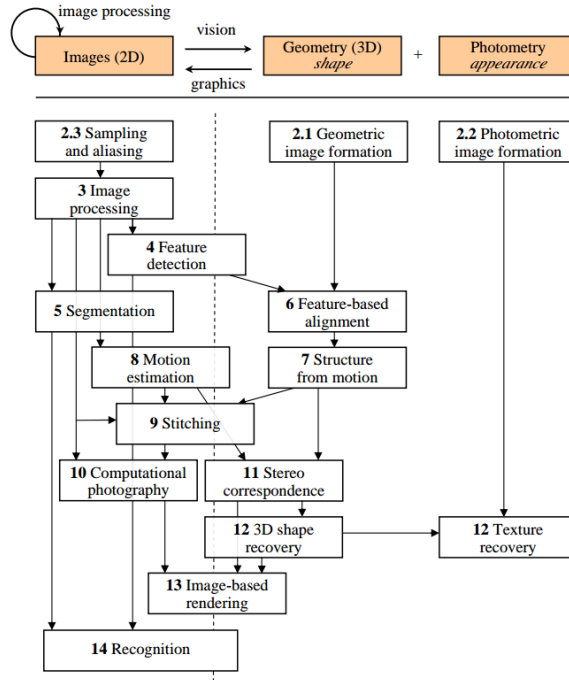 image processing
vision
Images (2D)
Geometry (3D)
shape
+
Photometry
appearance
graphics
2.3 Sampling
and aliasing
2.1 Geometric
image formation
2.2 Photometric
image formation
3 Image
processing
4 Feature
detection
5 Segmentation
6 Feature-based
alignment
8 Motion
estimation
7 Structure
from motion
9 Stitching
10 Computational
photography
11 Stereo
correspondence
12 3D shape
recovery
12 Texture
recovery
13 Image-based
rendering
14 Recognition